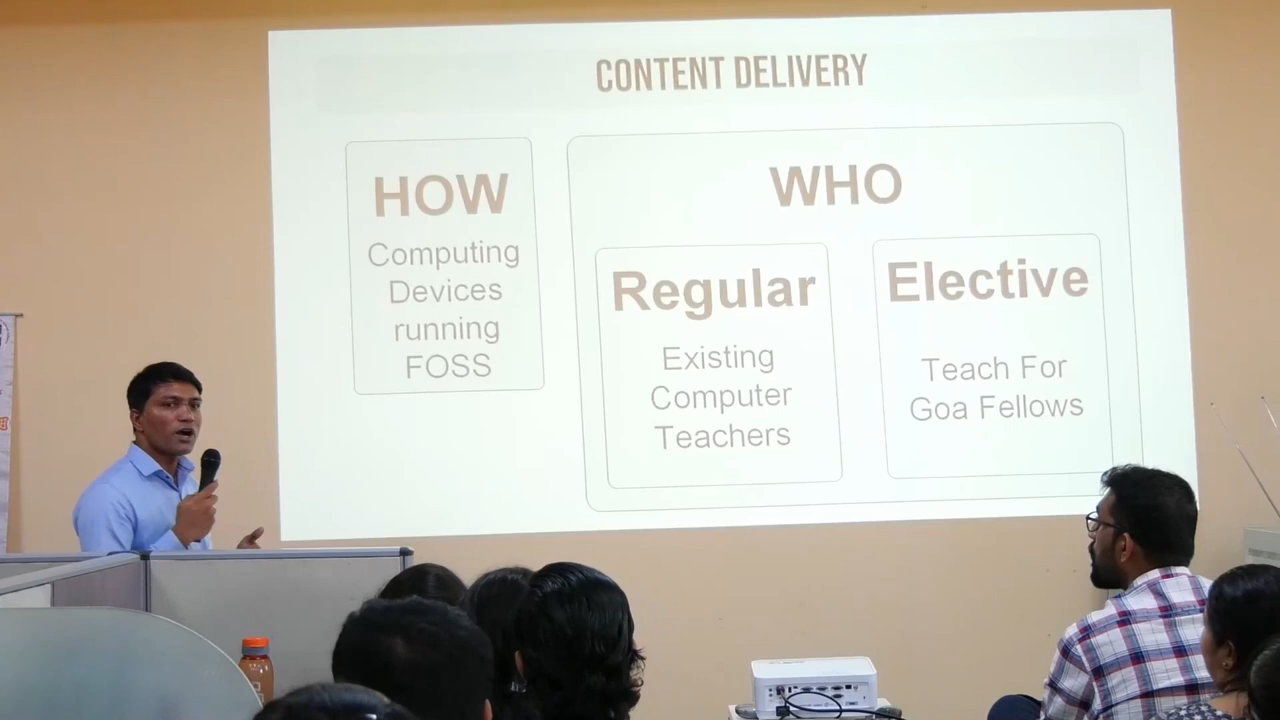 CONTENT DELIVERY
HOW
Computing
Devices
running
FOSS
WHO
Regular
Existing
Computer
Teachers
Elective
Teach For
Goa Fellows